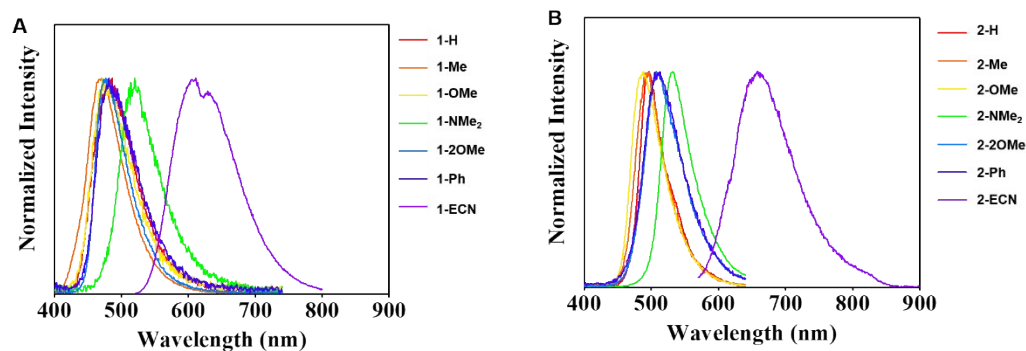 A
Normalized Intensity
1-H
1-Me
1-OMe
1-NMe₂
1-2OMe
1-Ph
1-ECN
400 500 600 700 800 900
Wavelength (nm)
B
Normalized Intensity
2-H
2-Me
2-OMe
2-NMe₂
2-2OMe
2-Ph
2-ECN
400 500 600 700 800 900
Wavelength (nm)